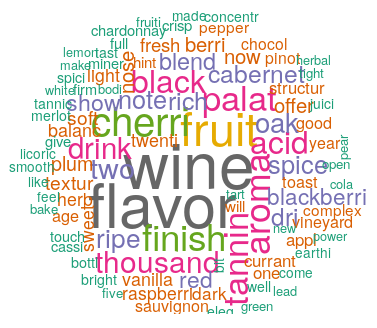 made concentr
fruiti crisp
chardonnay pepper
full fresh berri chocol
lemon tast nose hint now pinot herbal
make miner blend
spici light black cabernet light
white firm bodi structur
tannic show note rich palat offer juici
merlot soft cherri fruit oak good
balanc twenti acid year pear
give drink
licoric plum two wine spice open
smooth
like textur flavor toast cola
feel herb tart blackberri
bake age sweet will aroma dri complex
touch ripe finish tannin new vineyard power
cassi appl earthi
botti thousand bit currant one come
bright vanilla red well lead
five raspberri dark green
sauvignon eleg